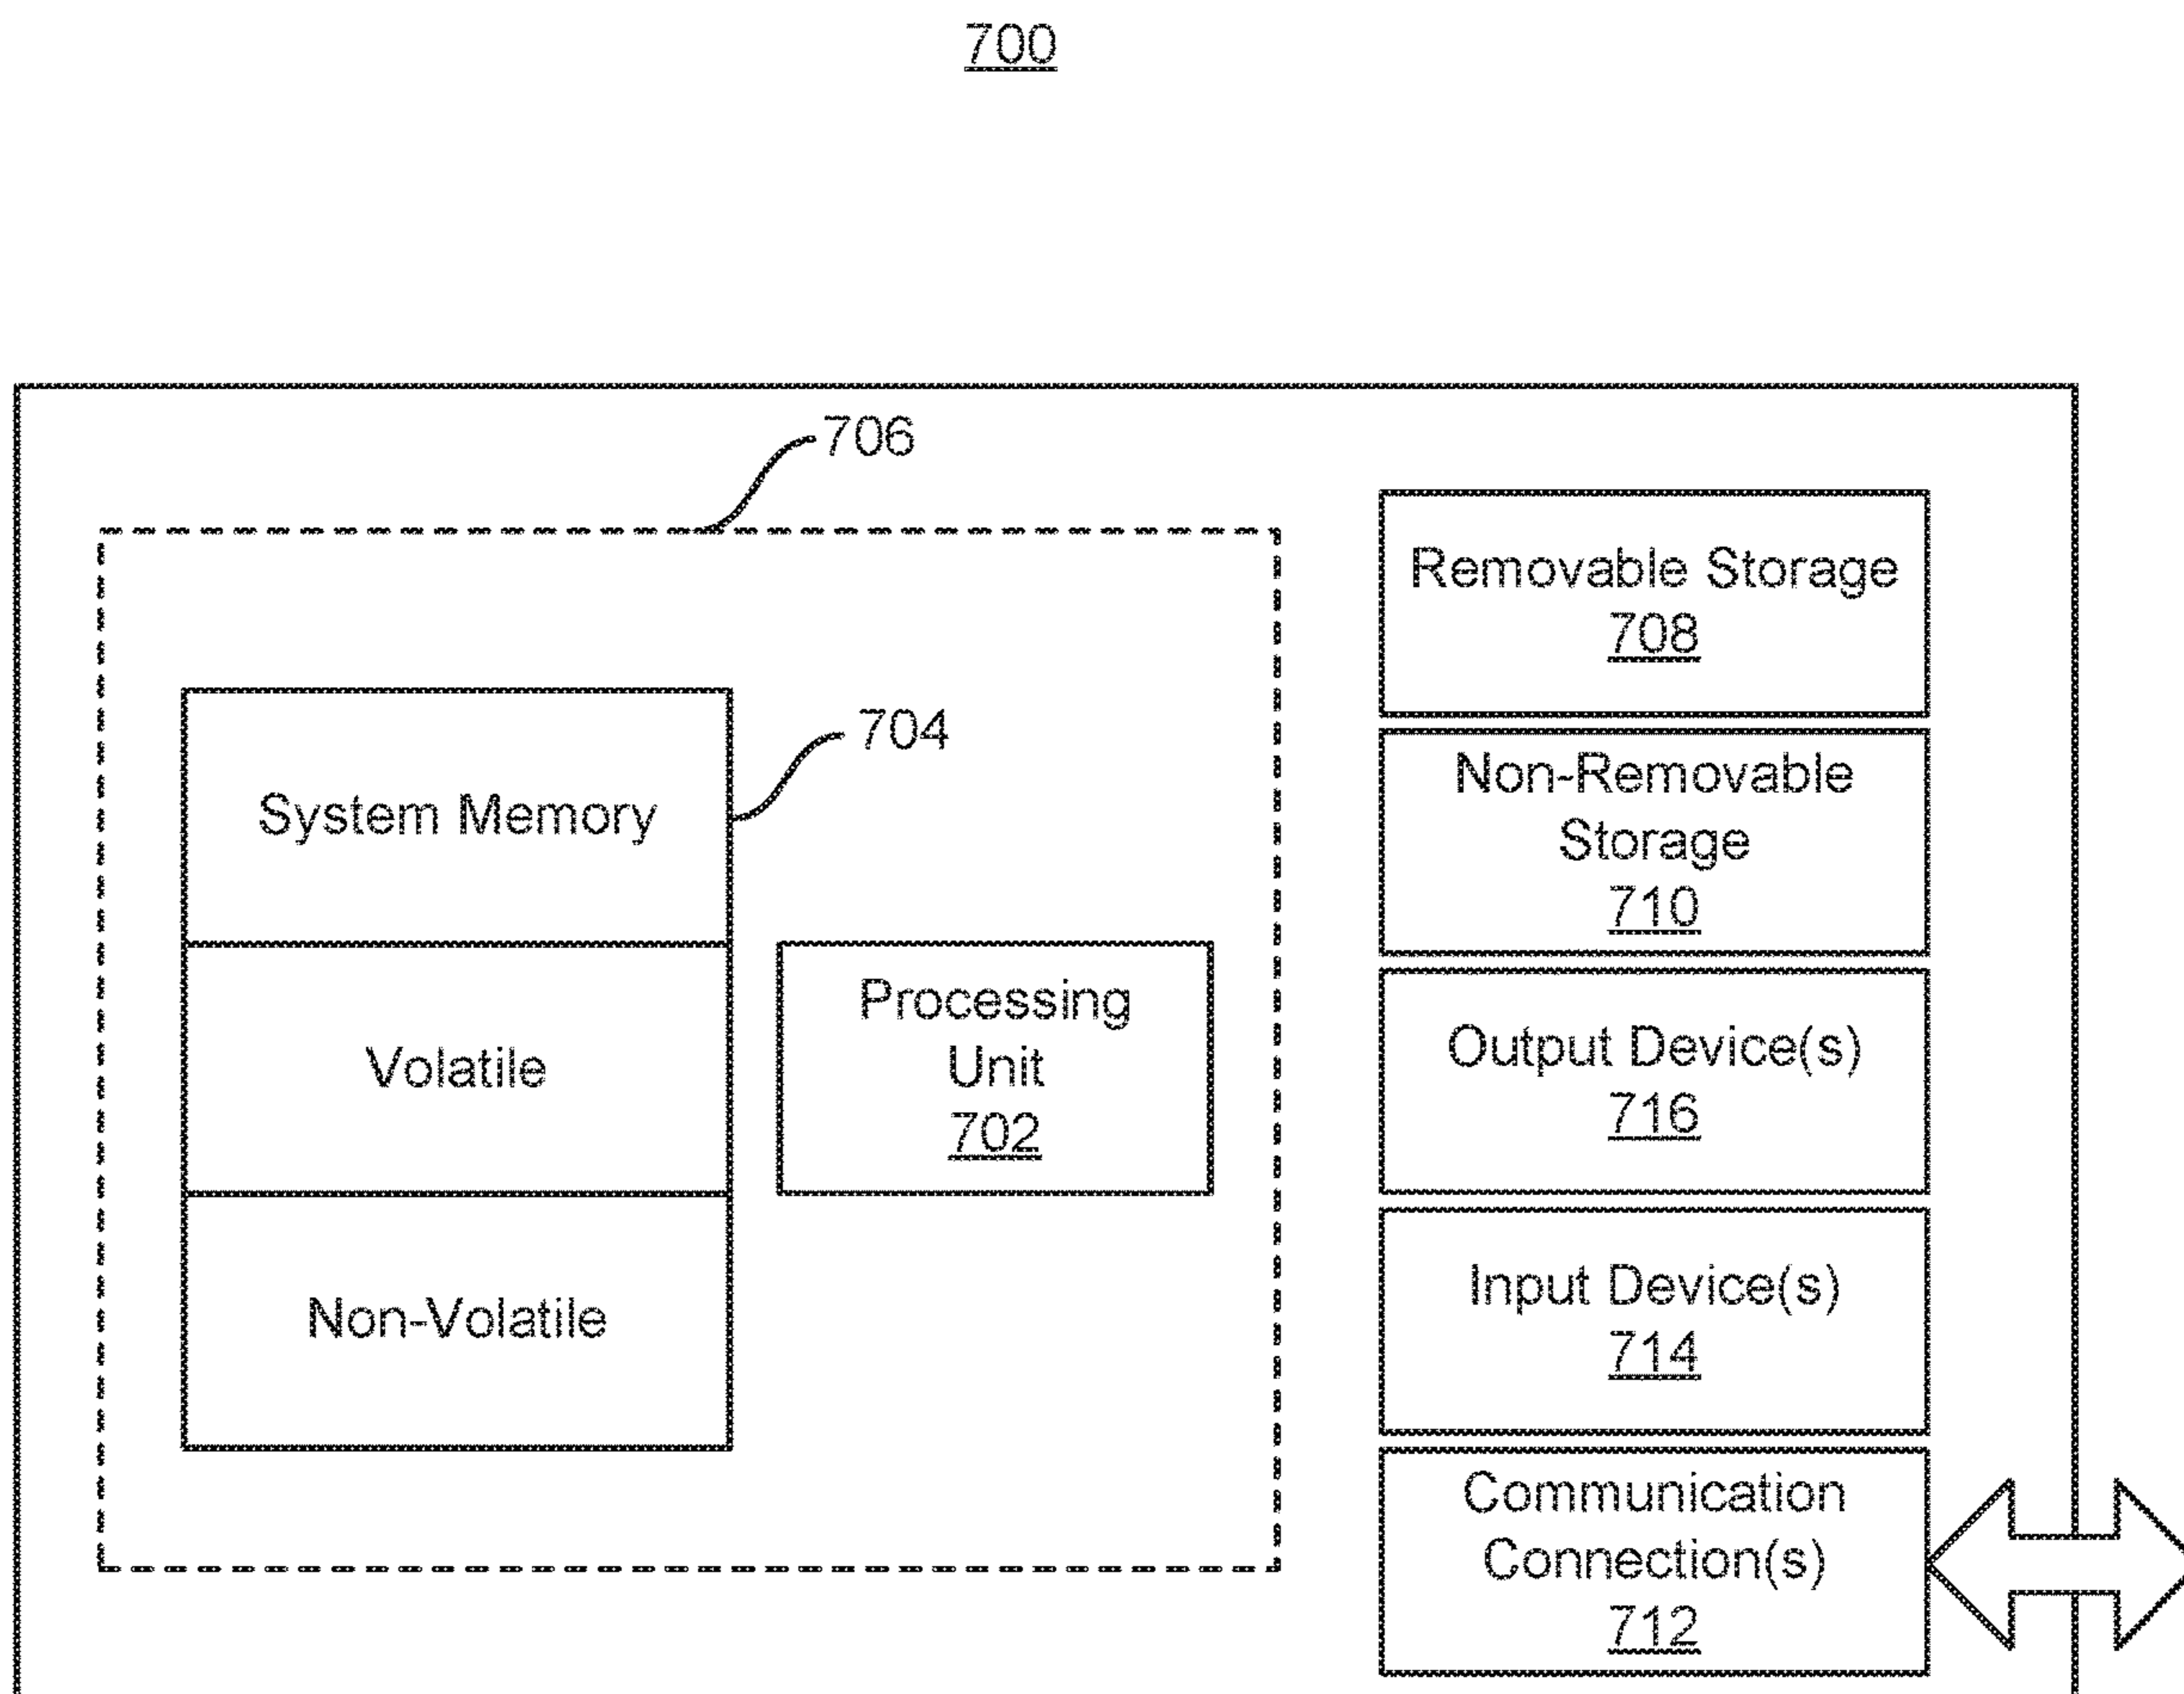 700
706
704
System Memory
Volatile
Non-Volatile
Processing
Unit
702
Removable Storage
708
Non-Removable
Storage
710
Output Device(s)
716
Input Device(s)
714
Communication
Connection(s)
712